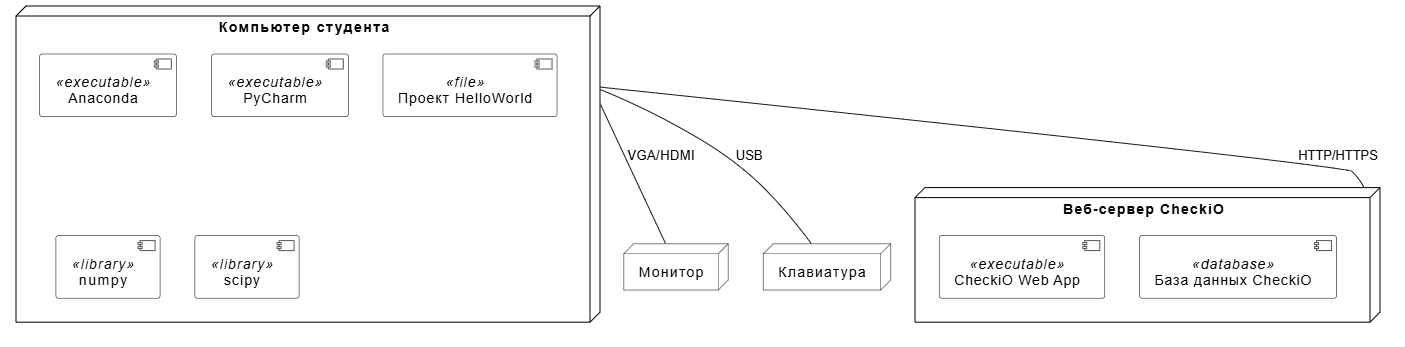 Компьютер студента
«executable»
Anaconda
«executable»
PyCharm
«file»
Проект HelloWorld
«library»
numpy
«library»
scipy
VGA/HDMI
USB
HTTP/HTTPS
Монитор
Клавиатура
Веб-сервер CheckiO
«executable»
CheckiO Web App
«database»
База данных CheckiO